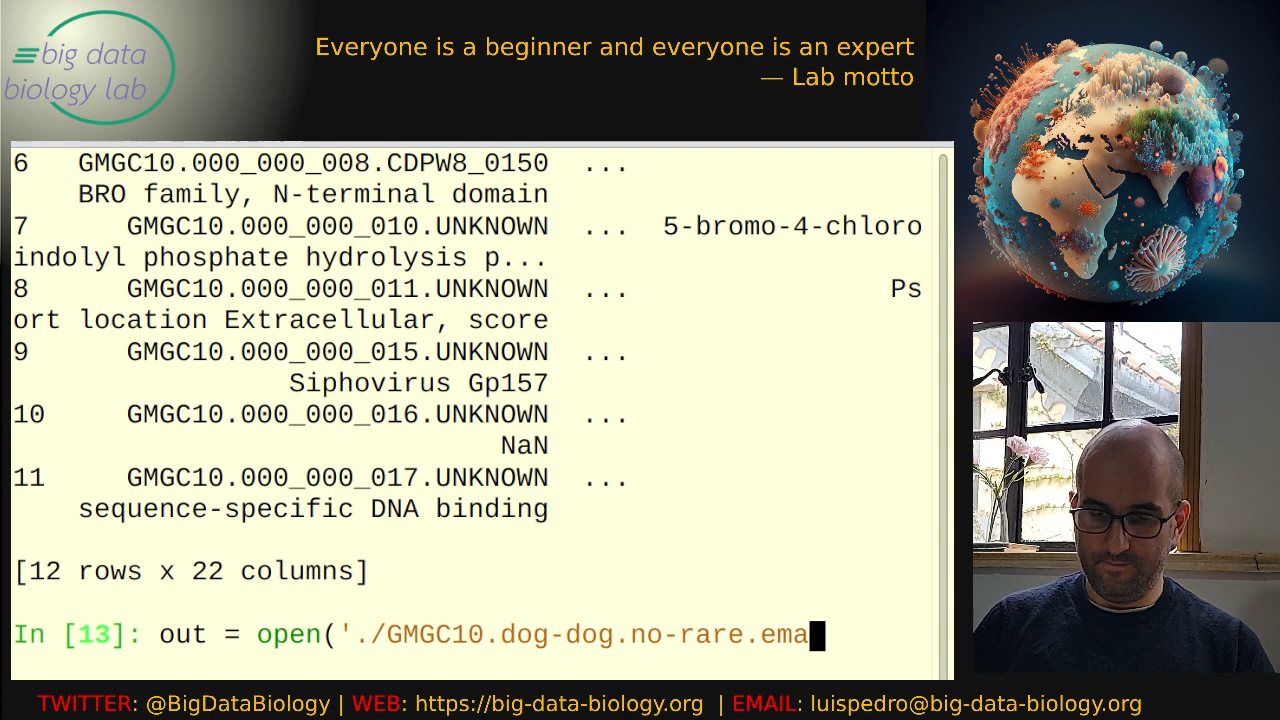 big data
biology lab
Everyone is a beginner and everyone is an expert
— Lab motto
6 GMGC10.000_000_008.CDPW8_0150 ...
BRO family, N-terminal domain
7 GMGC10.000_000_010.UNKNOWN ... 5-bromo-4-chloro
indolyl phosphate hydrolysis p...
8 GMGC10.000_000_011.UNKNOWN ... Ps
ort location Extracellular, score
9 GMGC10.000_000_015.UNKNOWN ...
Siphovirus Gp157
10 GMGC10.000_000_016.UNKNOWN ...
NaN
11 GMGC10.000_000_017.UNKNOWN ...
sequence-specific DNA binding
[12 rows x 22 columns]
In [13]: out = open('./GMGC10.dog-dog.no-rare.ema
TWITTER: @BigDataBiology | WEB: https://big-data-biology.org | EMAIL: luispedro@big-data-biology.org